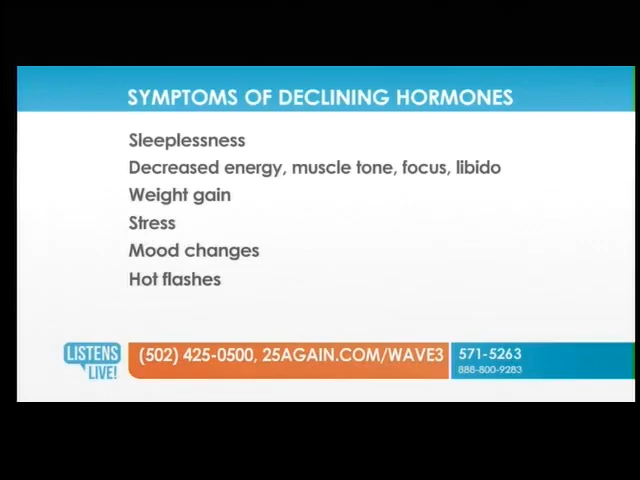 SYMPTOMS OF DECLINING HORMONES
Sleeplessness
Decreased energy, muscle tone, focus, libido
Weight gain
Stress
Mood changes
Hot flashes
LISTENS
LIVE!
(502) 425-0500, 25AGAIN.COM/WAVE3
571-5263
888-800-9283